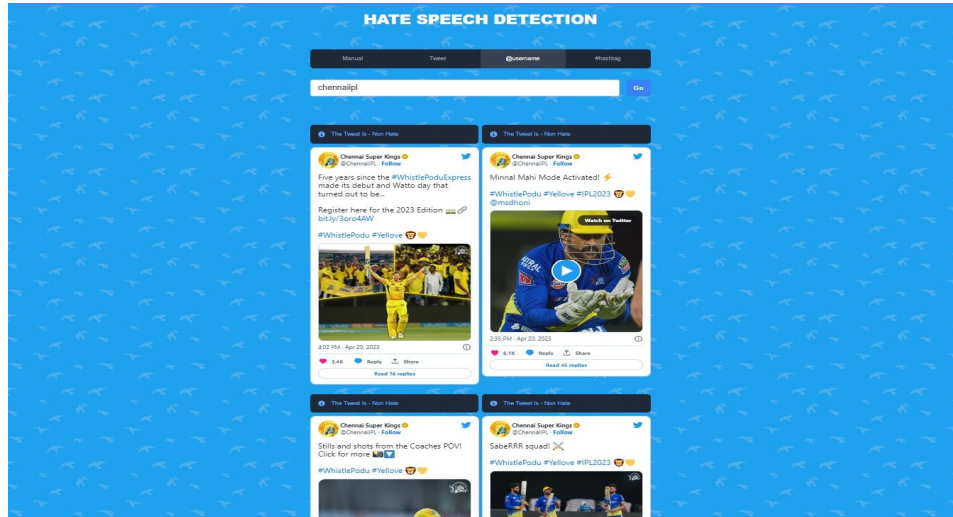 HATE SPEECH DETECTION
Manual
Tweet
@username
#hashtag
chennaiipl
Go
The Tweet Is - Non Hate
Chennai Super Kings
@ChennaiIPL · Follow
Five years since the #WhistlePoduExpress
made its debut and Watto day that
turned out to be...
Register here for the 2023 Edition
bit.ly/3oro4AW
#WhistlePodu #Yellove
4:02 PM · Apr 20, 2023
3.4K
Reply
Share
Read 16 replies
The Tweet Is - Non Hate
Chennai Super Kings
@ChennaiIPL · Follow
Minnal Mahi Mode Activated!
#WhistlePodu #Yellove #IPL2023
@msdhoni
Watch on Twitter
2:35 PM · Apr 20, 2023
6.1K
Reply
Share
Read 45 replies
The Tweet Is - Non Hate
Chennai Super Kings
@ChennaiIPL · Follow
Stills and shots from the Coaches POV!
Click for more
#WhistlePodu #Yellove
The Tweet Is - Non Hate
Chennai Super Kings
@ChennaiIPL · Follow
SabeRRR squad!
#WhistlePodu #Yellove #IPL2023